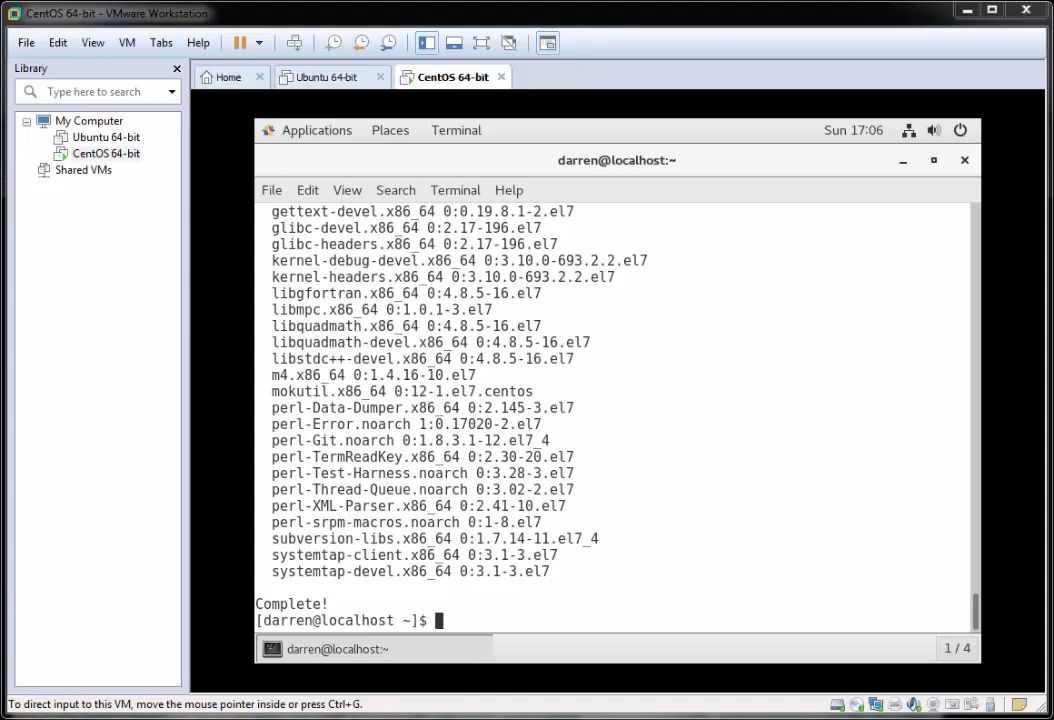 CentOS 64-bit - VMware Workstation
File Edit View VM Tabs Help
Library
Home Ubuntu 64-bit CentOS 64-bit
Type here to search
My Computer
Ubuntu 64-bit
CentOS 64-bit
Shared VMs
Applications Places Terminal Sun 17:06
darren@localhost:~
File Edit View Search Terminal Help
gettext-devel.x86_64 0:0.19.8.1-2.el7
glibc-devel.x86_64 0:2.17-196.el7
glibc-headers.x86_64 0:2.17-196.el7
kernel-debug-devel.x86_64 0:3.10.0-693.2.2.el7
kernel-headers.x86_64 0:3.10.0-693.2.2.el7
libgfortran.x86_64 0:4.8.5-16.el7
libmpc.x86_64 0:1.0.1-3.el7
libquadmath.x86_64 0:4.8.5-16.el7
libquadmath-devel.x86_64 0:4.8.5-16.el7
libstdc++-devel.x86_64 0:4.8.5-16.el7
m4.x86_64 0:1.4.16-10.el7
mokutil.x86_64 0:12-1.el7.centos
perl-Data-Dumper.x86_64 0:2.145-3.el7
perl-Error.noarch 1:0.17020-2.el7
perl-Git.noarch 0:1.8.3.1-12.el7_4
perl-TermReadKey.x86_64 0:2.30-20.el7
perl-Test-Harness.noarch 0:3.28-3.el7
perl-Thread-Queue.noarch 0:3.02-2.el7
perl-XML-Parser.x86_64 0:2.41-10.el7
perl-srpm-macros.noarch 0:1-8.el7
subversion-libs.x86_64 0:1.7.14-11.el7_4
systemtap-client.x86_64 0:3.1-3.el7
systemtap-devel.x86_64 0:3.1-3.el7
Complete!
[darren@localhost ~]$
darren@localhost:~ 1 / 4
To direct input to this VM, move the mouse pointer inside or press Ctrl+G.